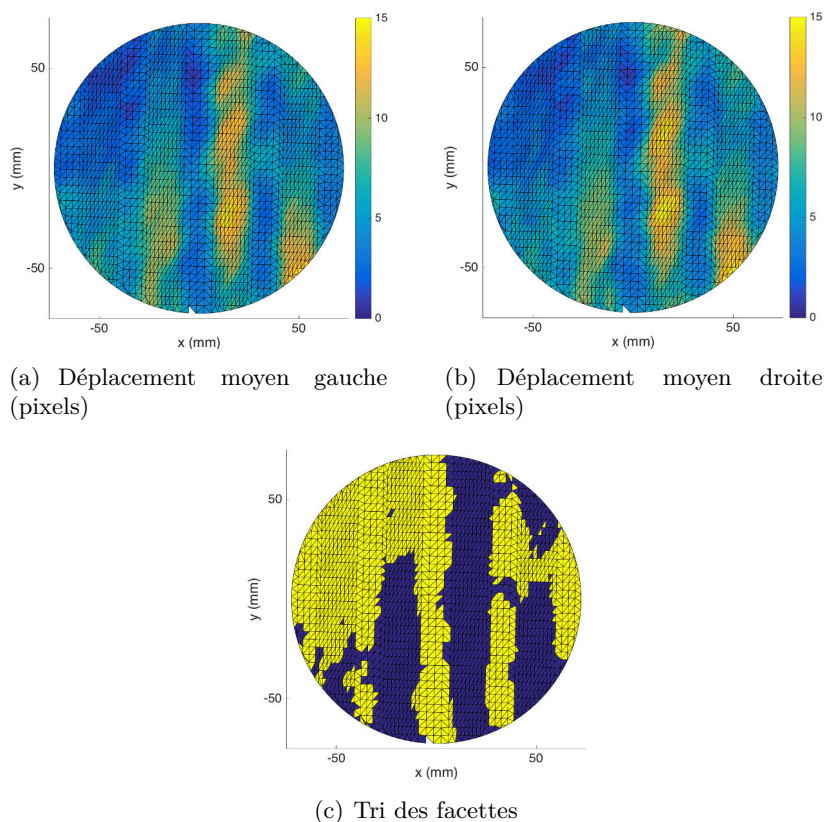 15
10
5
0
50
-50
y (mm)
-50
50
x (mm)
15
10
5
0
50
-50
y (mm)
-50
50
x (mm)
(a) Déplacement moyen gauche
(pixels)
(b) Déplacement moyen droite
(pixels)
50
-50
y (mm)
-50
50
x (mm)
(c) Tri des facettes